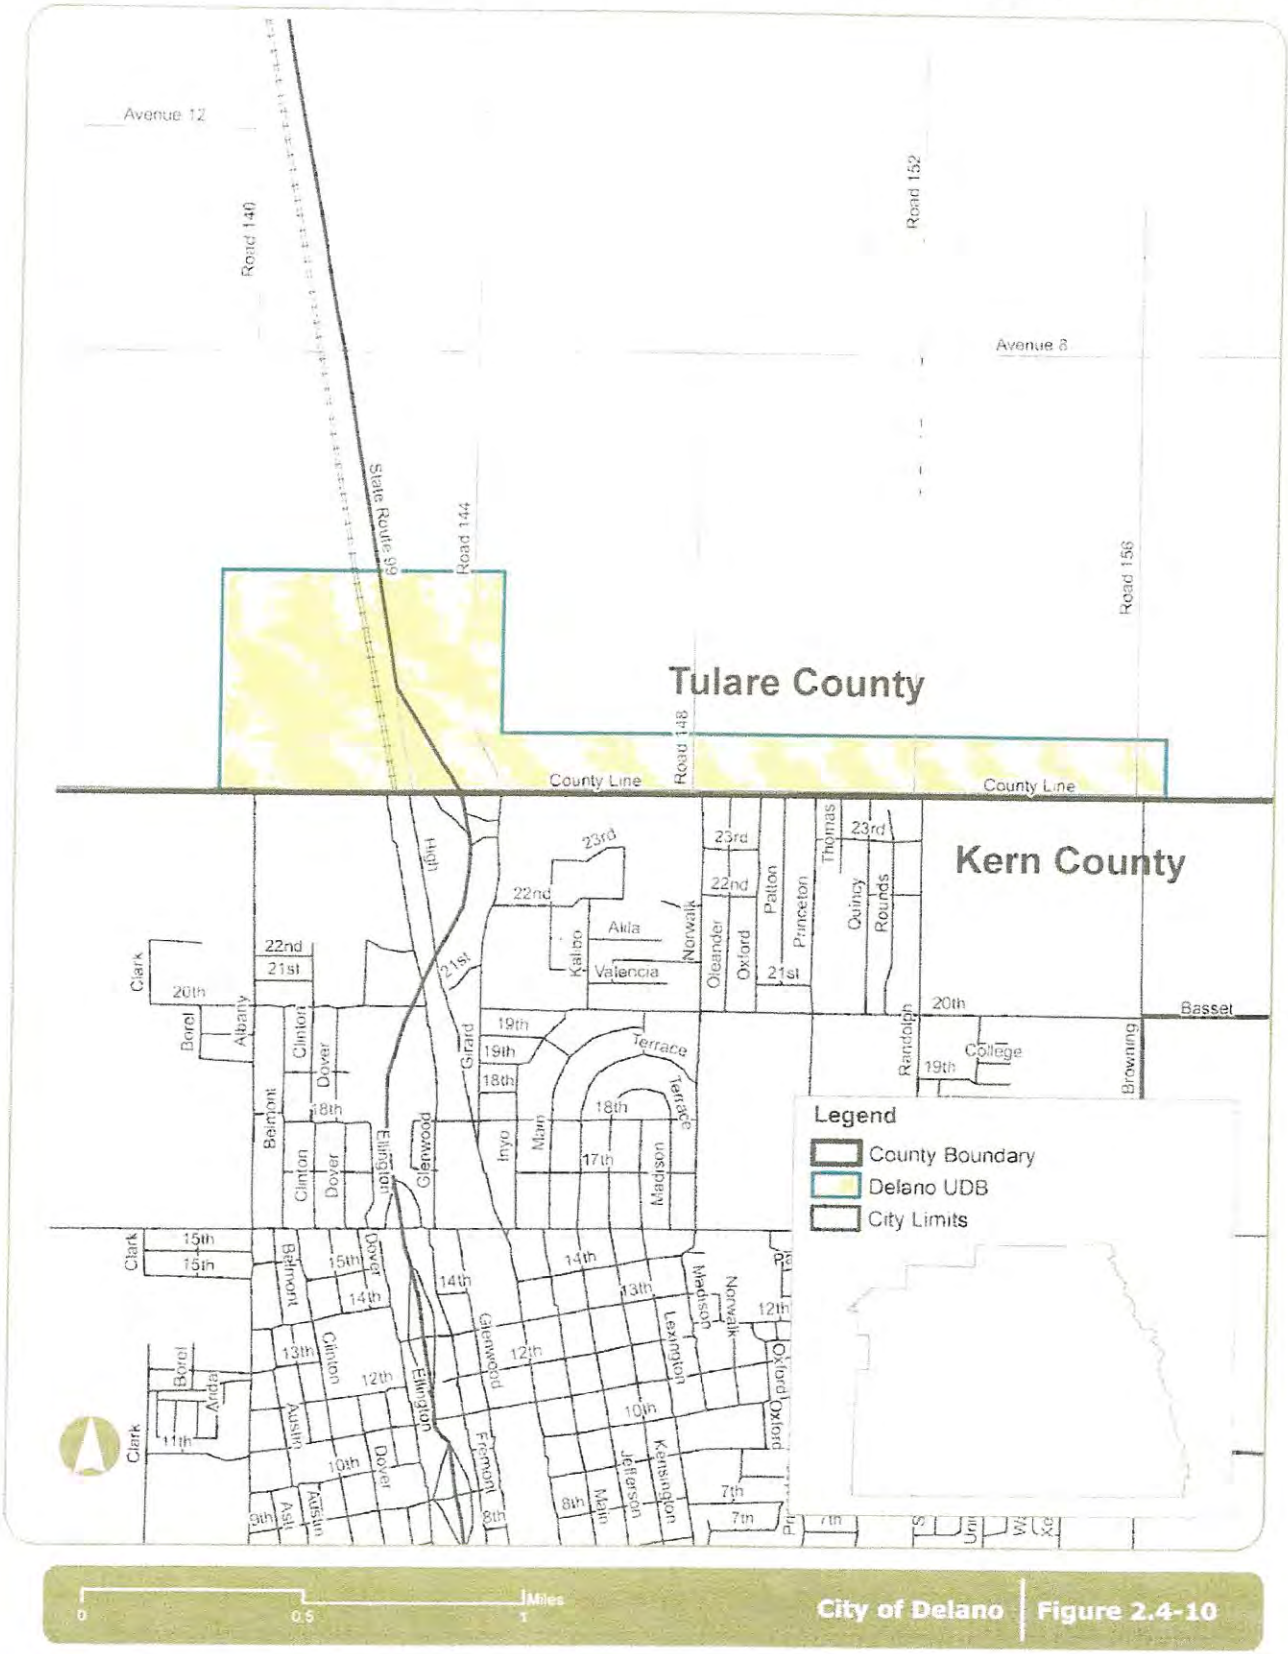 Avenue 12
Road 152
Road 140
Avenue 8
State Route 99
Road 144
Road 156
Tulare County
Road 148
County Line
County Line
Kern County
High
23rd
23rd
Thomas
23rd
22nd
22nd
Patton
Princeton
Quincy
Rounds
Norwalk
Oleander
Oxford
Akla
Kalibo
Valencia
21st
21st
Clark
22nd
21st
20th
Borel
Albany
Clinton
Dover
Girard
19th
19th
18th
Terrace
Terrace
Randolph
20th
Basset
College
19th
Browning
Belmont
18th
Clinton
Dover
Ellington
Glenwood
Inyo
Main
18th
17th
Madison
Legend
County Boundary
Delano UDB
City Limits
Clark
15th
15th
Belmont
15th
Dover
14th
14th
14th
13th
Madison
Norwalk
12th
Lexington
Glenwood
12th
Oxford
Oxford
Borel
13th
Clinton
12th
Ellington
Clark
11th
Austin
10th
Dover
Fremont
10th
Jefferson
Kensington
9th
Ash
Austin
8th
8th
Main
7th
7th
7th
0
0.5
1
Miles
City of Delano
Figure 2.4-10